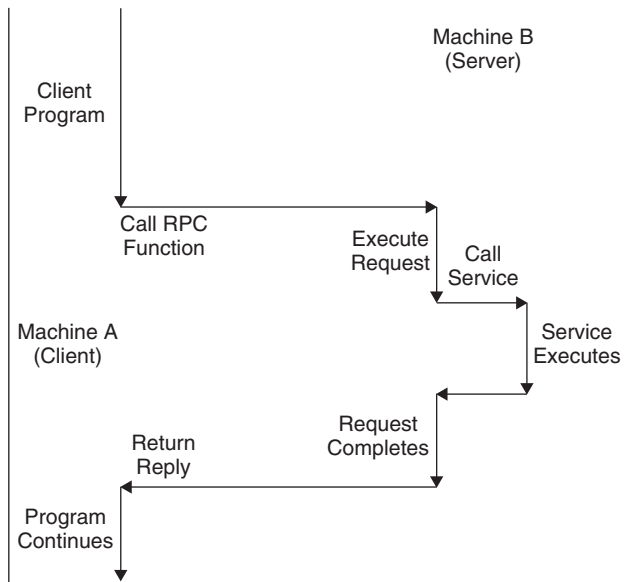 Machine B
(Server)
Client
Program
Call RPC
Function
Execute
Request
Call
Service
Machine A
(Client)
Service
Executes
Request
Completes
Return
Reply
Program
Continues